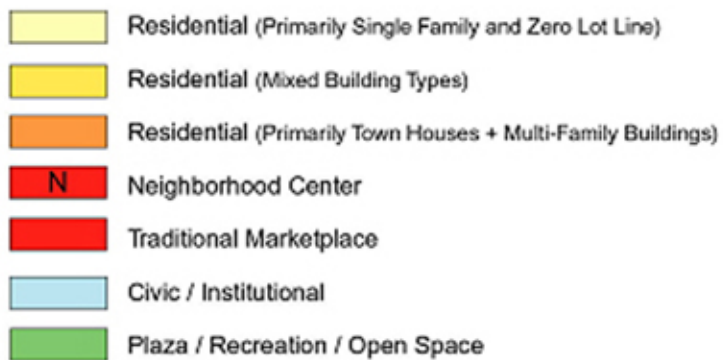 Residential (Primarily Single Family and Zero Lot Line)
Residential (Mixed Building Types)
Residential (Primarily Town Houses + Multi-Family Buildings)
N Neighborhood Center
Traditional Marketplace
Civic / Institutional
Plaza / Recreation / Open Space